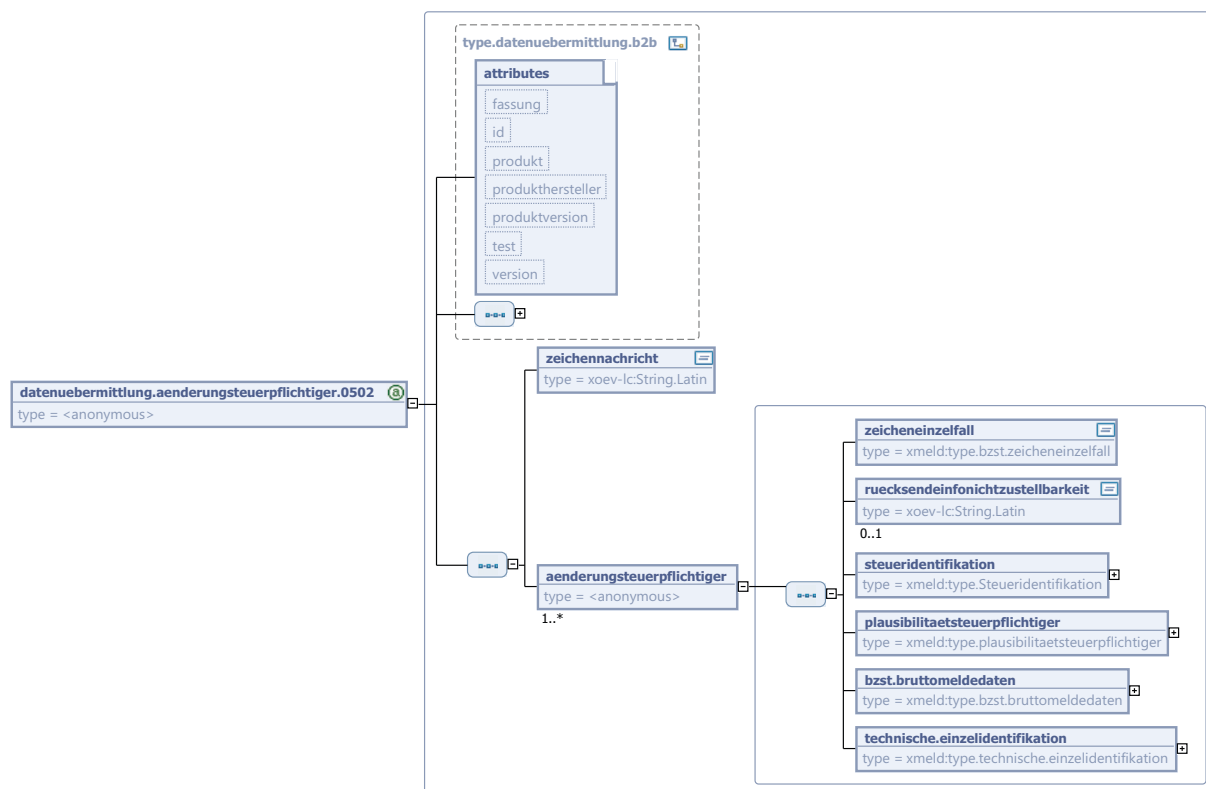 type.datenuebermittlung.b2b
attributes
fassung
id
produkt
produkthersteller
produktversion
test
version
zeichennachricht
type = xoev-lc:String.Latin
datenuebermittlung.aenderungsteuerpflichtiger.0502
a
type = <anonymous>
zeicheneinzelfall
type = xmeld:type.bzst.zeicheneinzelfall
ruecksendeinfonichtzustellbarkeit
type = xoev-lc:String.Latin
0..1
aenderungsteuerpflichtiger
type = <anonymous>
1..*
steueridentifikation
type = xmeld:type.Steueridentifikation
plausibilitaetsteuerpflichtiger
type = xmeld:type.plausibilitaetsteuerpflichtiger
bzst.bruttomeldedaten
type = xmeld:type.bzst.bruttomeldedaten
technische.einzelidentifikation
type = xmeld:type.technische.einzelidentifikation